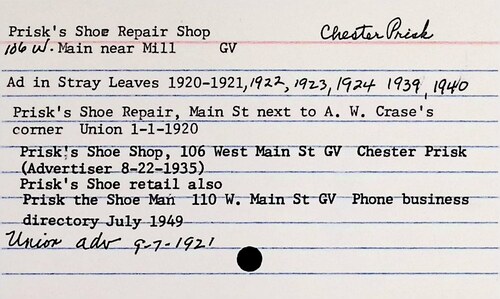 Prisk's Shoe Repair Shop Chester Prisk
106 W. Main near Mill GV
Ad in Stray Leaves 1920-1921, 1922, 1923, 1924 1939, 1940
Prisk's Shoe Repair, Main St next to A. W. Crase's
corner Union 1-1-1920
Prisk's Shoe Shop, 106 West Main St GV Chester Prisk
(Advertiser 8-22-1935)
Prisk's Shoe retail also
Prisk the Shoe Man 110 W. Main St GV Phone business
directory July 1949
Union adv 9-7-1921